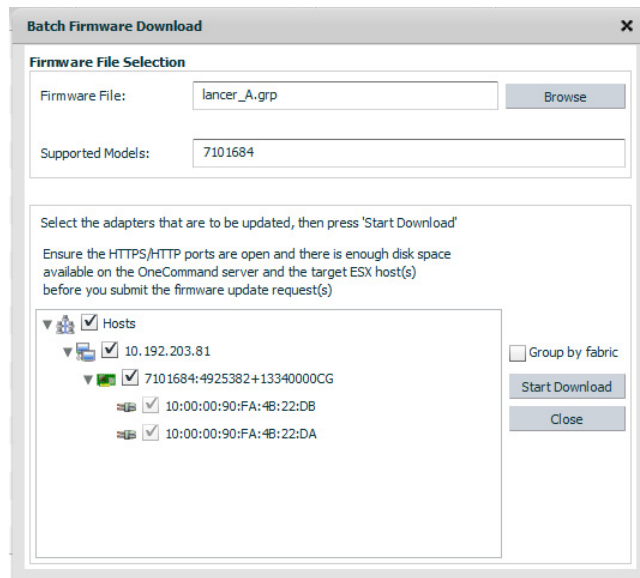 Batch Firmware Download
Firmware File Selection
Firmware File: lancer_A.grp Browse
Supported Models: 7101684
Select the adapters that are to be updated, then press 'Start Download'
Ensure the HTTPS/HTTP ports are open and there is enough disk space
available on the OneCommand server and the target ESX host(s)
before you submit the firmware update request(s)
Hosts
10.192.203.81
7101684:4925382+13340000CG
10:00:00:90:FA:4B:22:DB
10:00:00:90:FA:4B:22:DA
Group by fabric
Start Download
Close